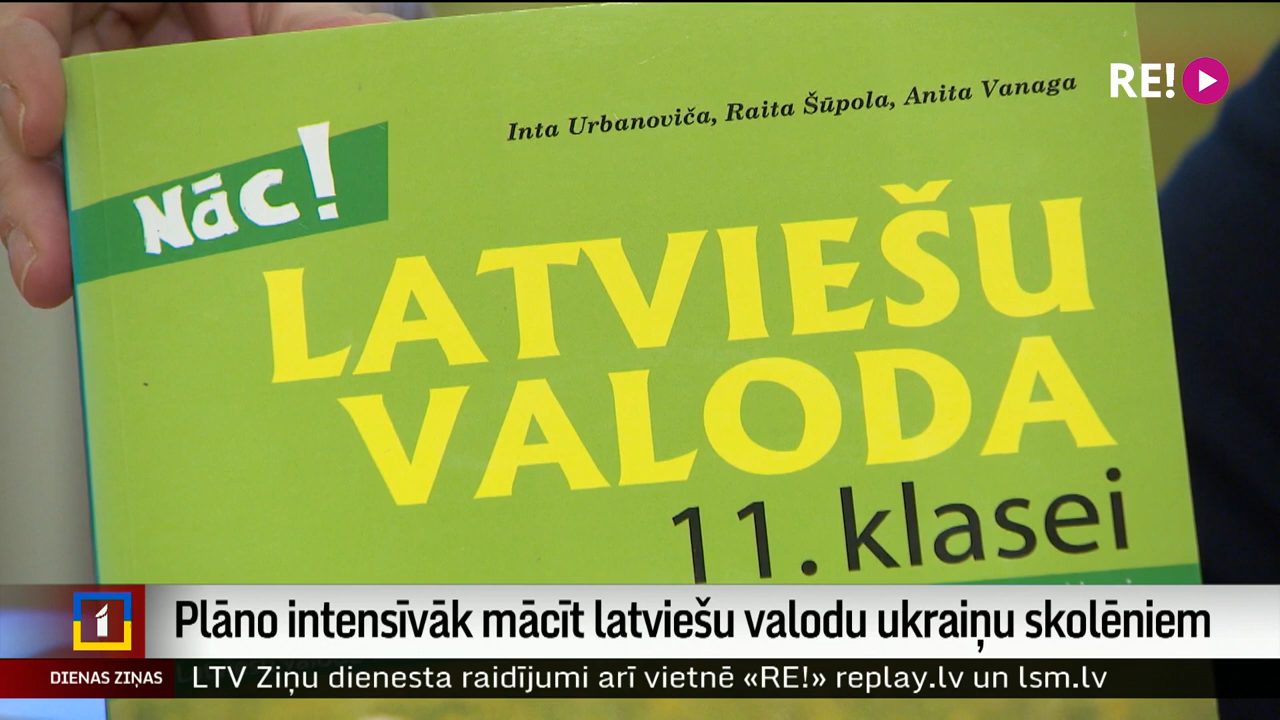 RE!
Inta Urbanoviča, Raita Šūpola, Anita Vanaga
Nāc!
LATVIEŠU
VALODA
11. klasei
1
Plāno intensīvāk mācīt latviešu valodu ukraiņu skolēniem
DIENAS ZIŅAS
LTV Ziņu dienesta raidījumi arī vietnē «RE!» replay.lv un lsm.lv